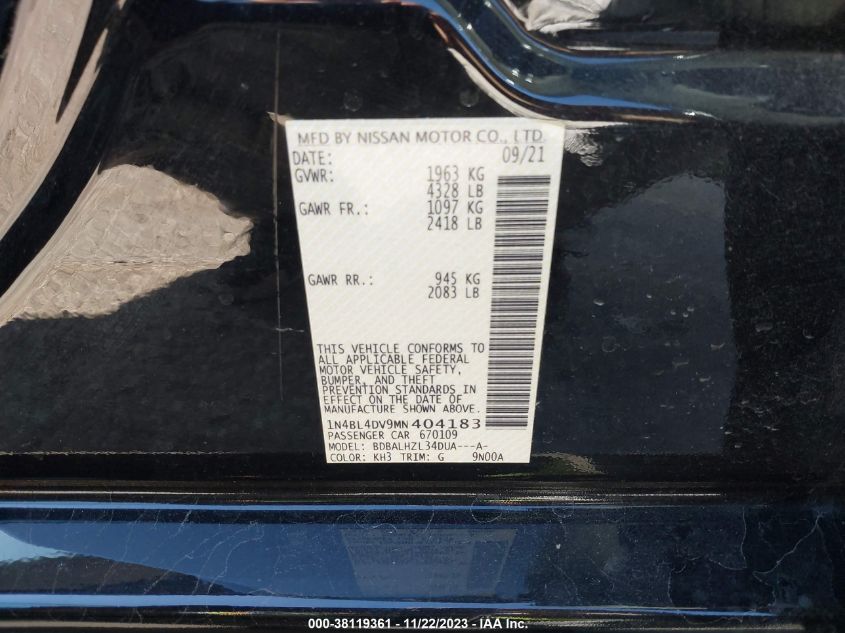 MFD BY NISSAN MOTOR CO., LTD.
DATE: 09/21
GVWR: 1963 KG
4328 LB
GAWR FR.: 1097 KG
2418 LB
GAWR RR.: 945 KG
2083 LB
THIS VEHICLE CONFORMS TO
ALL APPLICABLE FEDERAL
MOTOR VEHICLE SAFETY,
BUMPER, AND THEFT
PREVENTION STANDARDS IN
EFFECT ON THE DATE OF
MANUFACTURE SHOWN ABOVE.
1N4BL4DV9MN404183
PASSENGER CAR 670109
MODEL: BDBALHZL34DUA---A-
COLOR: KH3 TRIM: G 9N00A
000-38119361 - 11/22/2023 - IAA Inc.